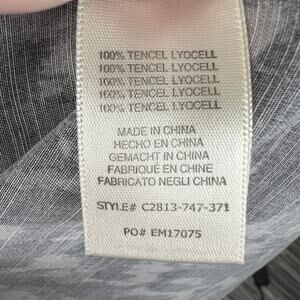 100% TENCEL LYOCELL
100% TENCEL LYOCELL
100% TENCEL LYOCELL
100% TENCEL LYOCELL
100% TENCEL LYOCELL
MADE IN CHINA
HECHO EN CHINA
GEMACHT IN CHINA
FABRIQUÉ EN CHINE
FABRICATO NEGLI CHINA
STYLE# C2813-747-371
PO# EM17075